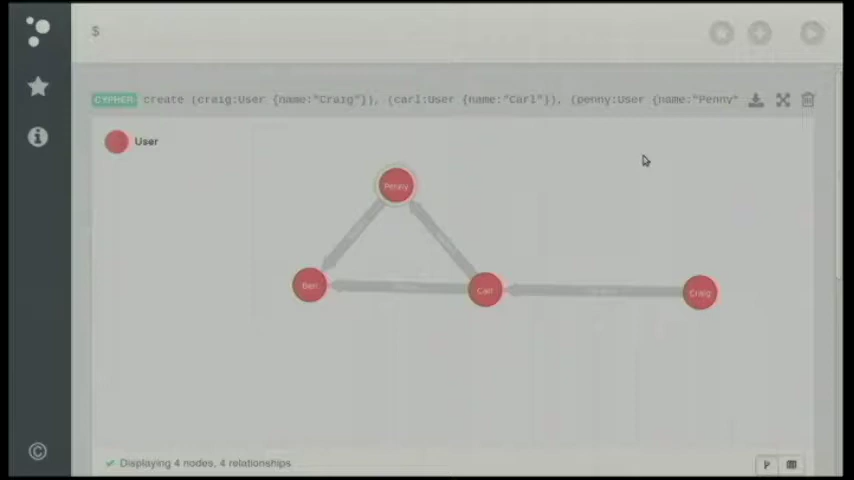 $
CYPHER create (craig:User {name:"Craig"}), (carl:User {name:"Carl"}), (penny:User {name:"Penny"
User
Penny
Ben
Carl
Craig
Displaying 4 nodes, 4 relationships